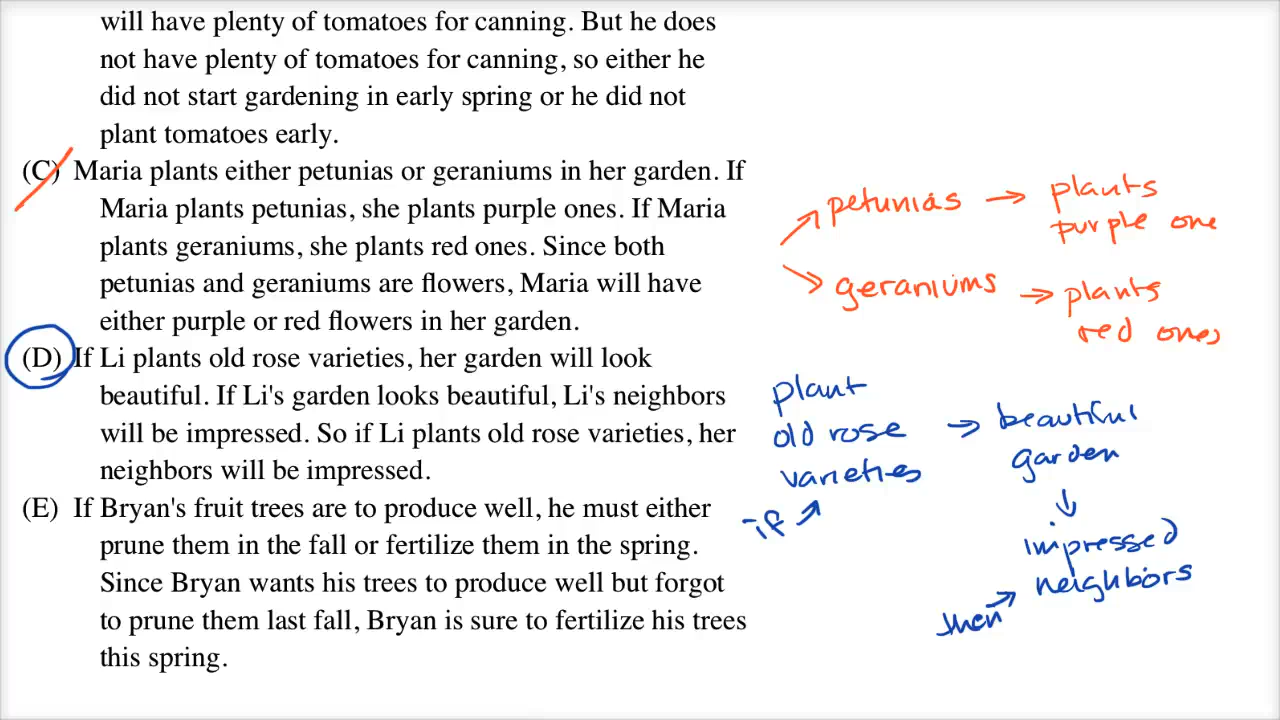 will have plenty of tomatoes for canning. But he does
not have plenty of tomatoes for canning, so either he
did not start gardening in early spring or he did not
plant tomatoes early.
(C) Maria plants either petunias or geraniums in her garden. If
Maria plants petunias, she plants purple ones. If Maria
plants geraniums, she plants red ones. Since both
petunias and geraniums are flowers, Maria will have
either purple or red flowers in her garden.
(D) If Li plants old rose varieties, her garden will look
beautiful. If Li's garden looks beautiful, Li's neighbors
will be impressed. So if Li plants old rose varieties, her
neighbors will be impressed.
(E) If Bryan's fruit trees are to produce well, he must either
prune them in the fall or fertilize them in the spring.
Since Bryan wants his trees to produce well but forgot
to prune them last fall, Bryan is sure to fertilize his trees
this spring.
petunias → plants
purple one
geraniums → plants
red ones
plant
old rose → beautiful
varieties garden
if ↓
impressed
neighbors
then